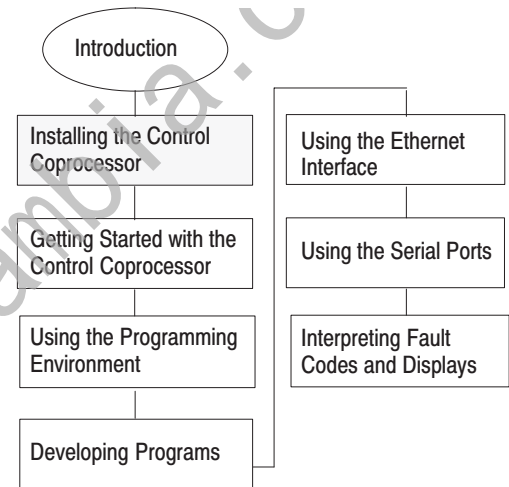 Introduction
Installing the Control
Coprocessor
Getting Started with the
Control Coprocessor
Using the Programming
Environment
Developing Programs
Using the Ethernet
Interface
Using the Serial Ports
Interpreting Fault
Codes and Displays
ambia.c